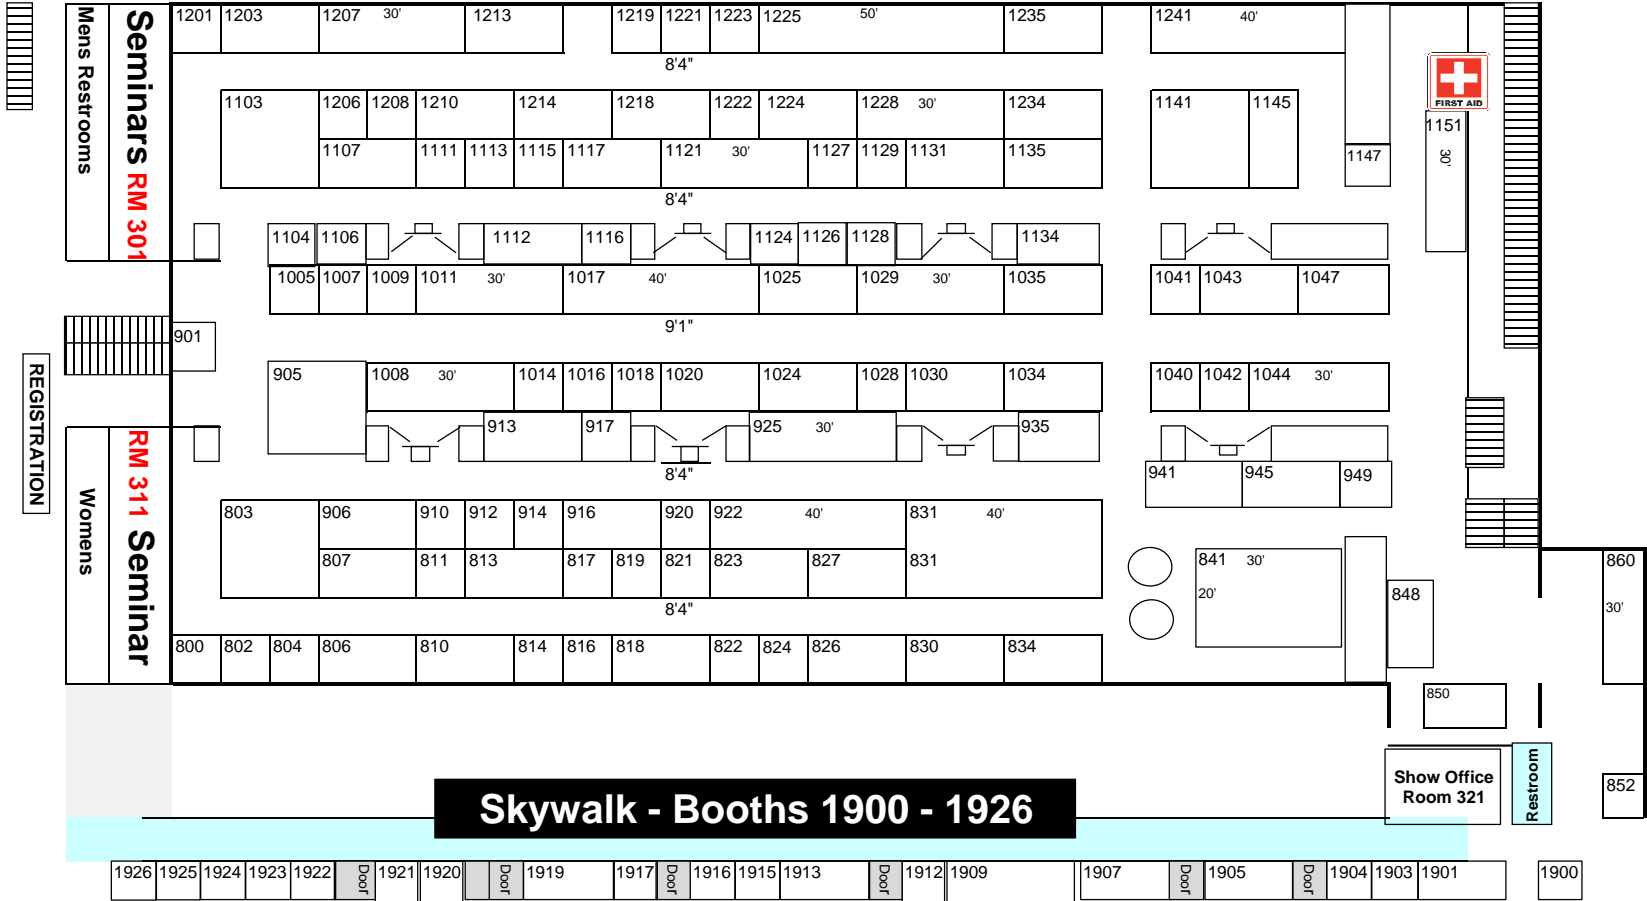 1201 1203 1207 30' 1213 1219 1221 1223 1225 50' 1235 1241 40'
8'4"
1103 1206 1208 1210 1214 1218 1222 1224 1228 30' 1234 1141 1145
FIRST AID
1151
30'
1107 1111 1113 1115 1117 1121 30' 1127 1129 1131 1135 1147
8'4"
Mens Restrooms
Seminars RM 301
1104 1106 1112 1116 1124 1126 1128 1134
1005 1007 1009 1011 30' 1017 40' 1025 1029 30' 1035 1041 1043 1047
9'1"
901
REGISTRATION
905 1008 30' 1014 1016 1018 1020 1024 1028 1030 1034 1040 1042 1044 30'
913 917 925 30' 935
8'4"
941 945 949
RM 311 Seminar
Womens
803 906 910 912 914 916 920 922 40' 831 40'
807 811 813 817 819 821 823 827 831
841 30'
20'
848
860
30'
8'4"
800 802 804 806 810 814 816 818 822 824 826 830 834
850
Show Office
Room 321
Restroom
852
Skywalk - Booths 1900 - 1926
1926 1925 1924 1923 1922 Door 1921 1920 Door 1919 1917 Door 1916 1915 1913 Door 1912 1909 1907 Door 1905 Door 1904 1903 1901 1900